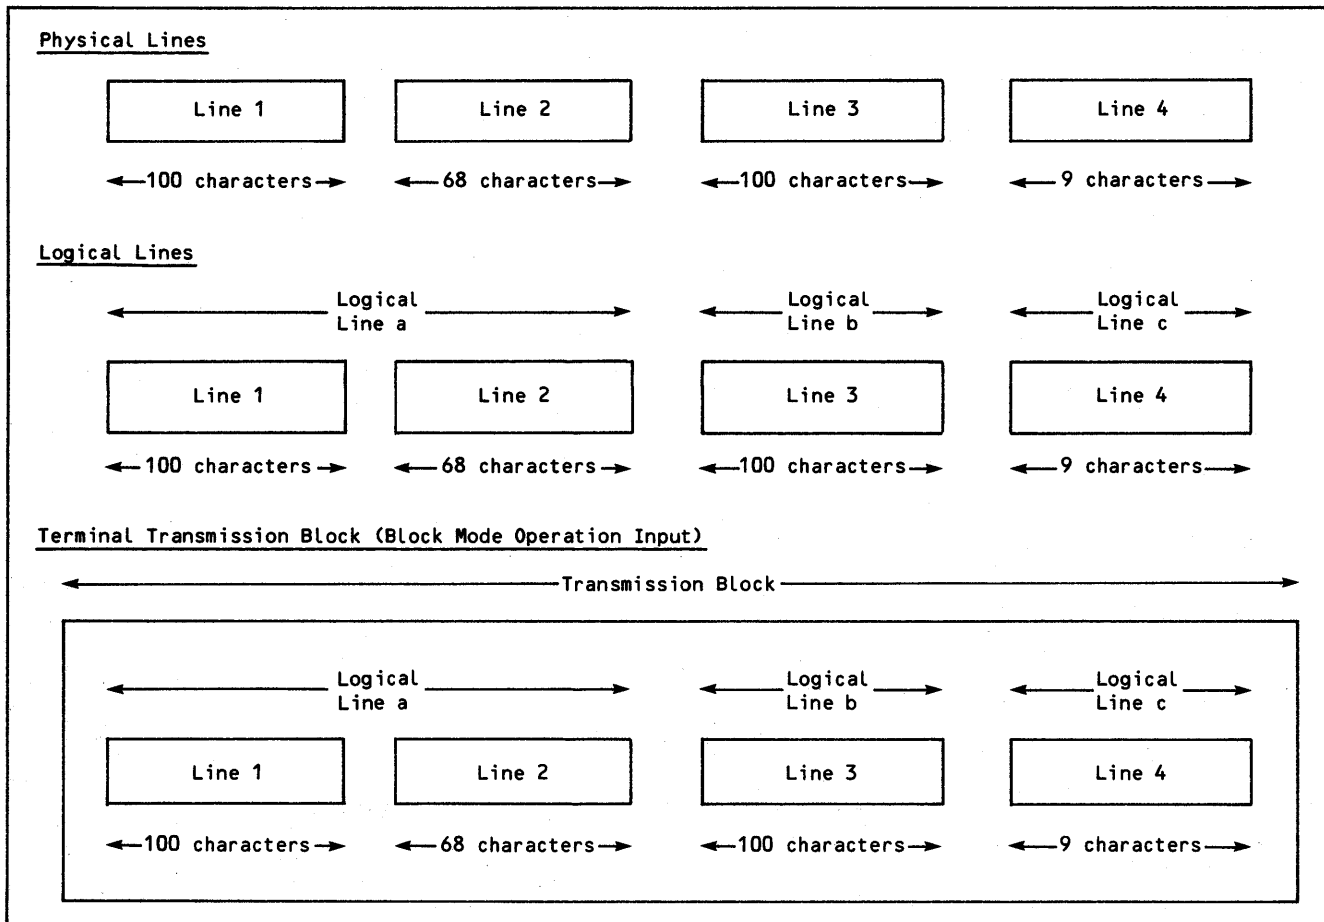 Physical Lines
Line 1 Line 2 Line 3 Line 4
100 characters 68 characters 100 characters 9 characters
Logical Lines
Logical Logical Logical
Line a Line b Line c
Line 1 Line 2 Line 3 Line 4
100 characters 68 characters 100 characters 9 characters
Terminal Transmission Block (Block Mode Operation Input)
Transmission Block
Logical Logical Logical
Line a Line b Line c
Line 1 Line 2 Line 3 Line 4
100 characters 68 characters 100 characters 9 characters